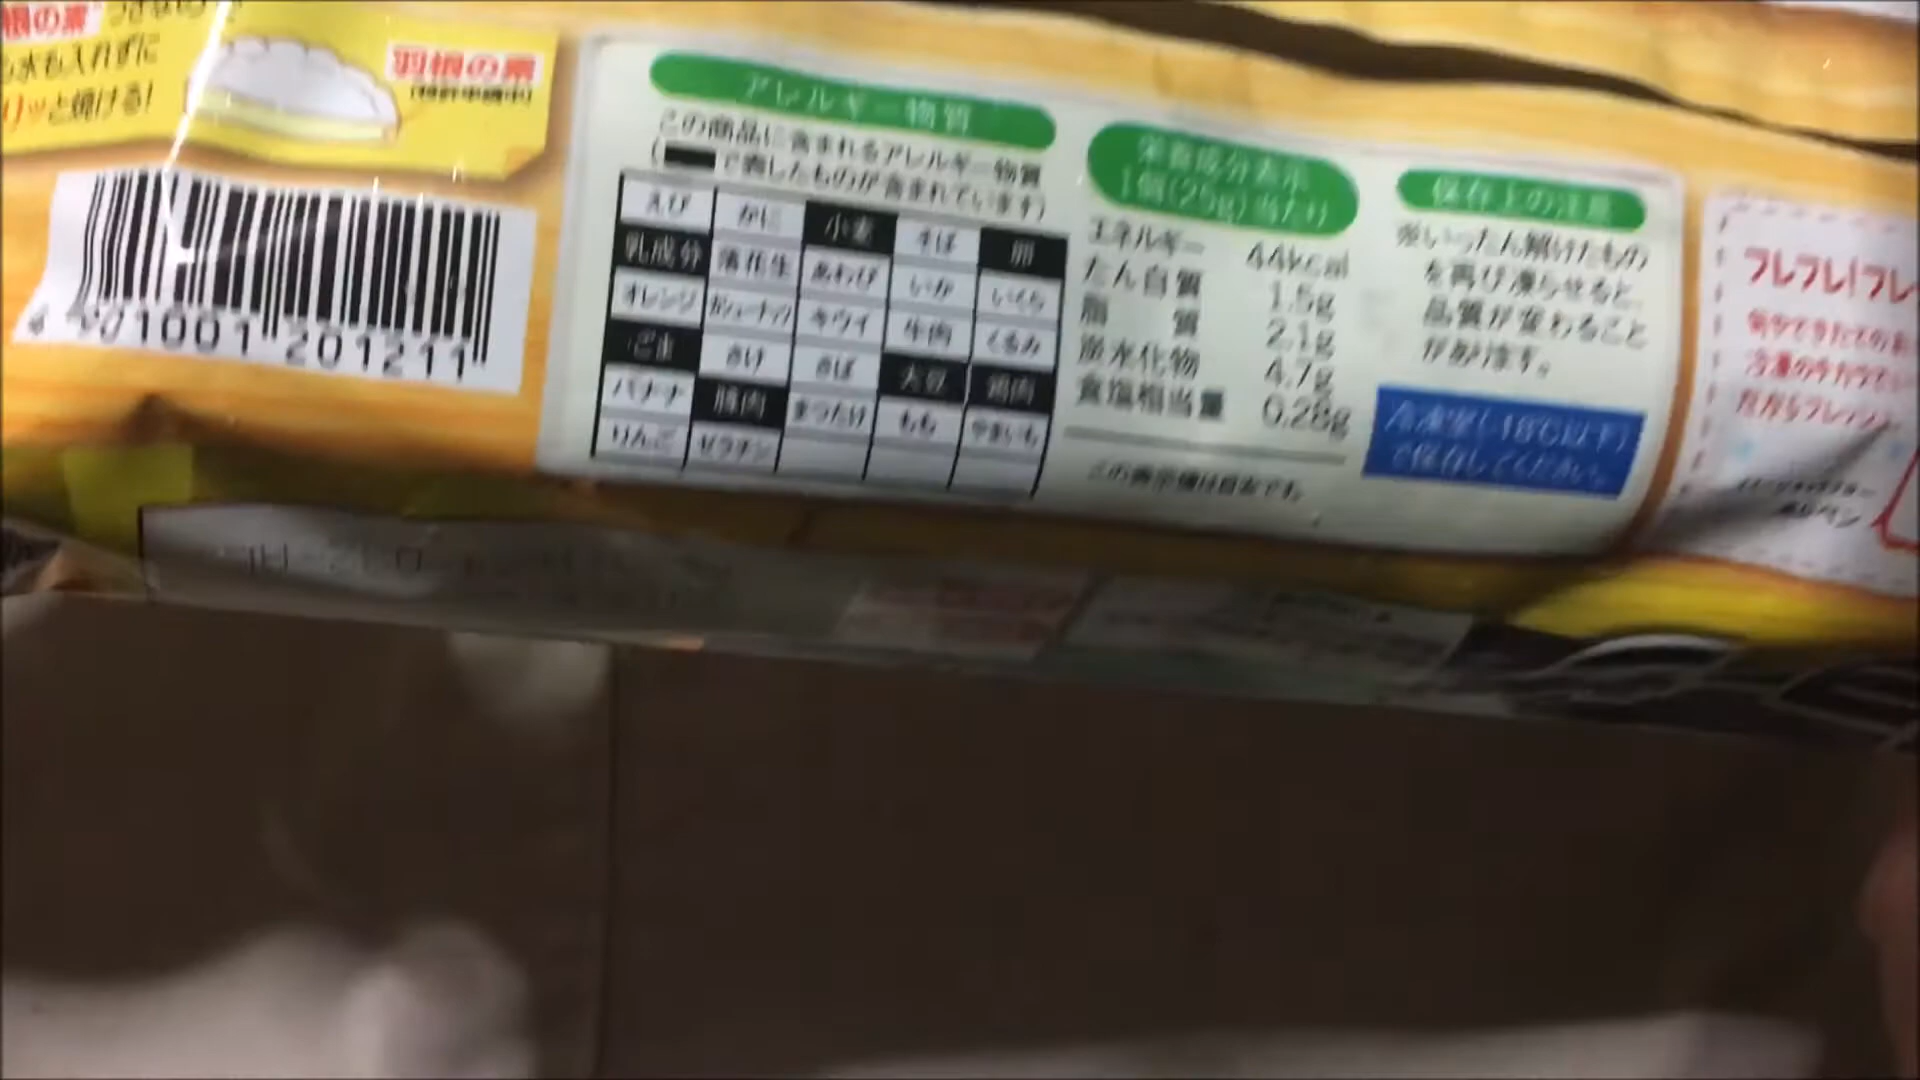 も水も入れずに
リッと焼ける!
羽根の素
(特許申請中)
4 901001 201211
アレルギー物質
この商品に含まれるアレルギー物質
( で表したものが含まれています)
えび かに 小麦 そば 卵
乳成分 落花生 あわび いか いくら
オレンジ カシューナッツ キウイ 牛肉 くるみ
ごま さけ さば 大豆 鶏肉
バナナ 豚肉 まつたけ もも やまいも
りんご ゼラチン
栄養成分表示
1個(25g)当たり
エネルギー 44kcal
たん白質 1.5g
脂質 2.1g
炭水化物 4.7g
食塩相当量 0.28g
この表示値は目安です。
保存上の注意
※いったん解けたもの
を再び凍らせると、
品質が変わること
があります。
冷凍室(-18℃以下)
で保存してください。
フレフレ!フレ